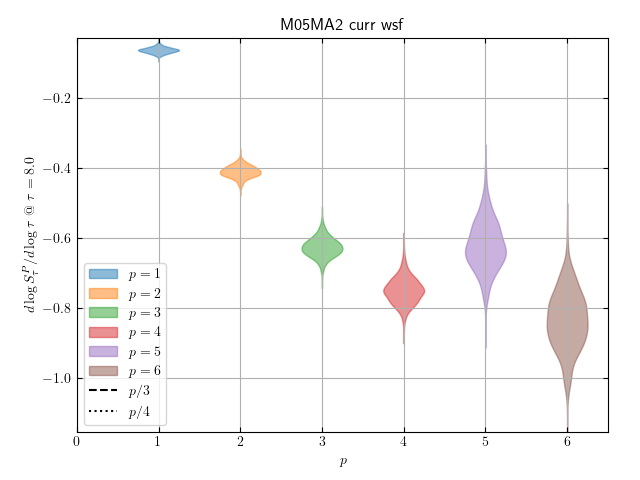 M05MA2 curr wsf
d log S_τ^P / d log τ @ τ = 8.0
−0.2
−0.4
−0.6
−0.8
−1.0
p = 1
p = 2
p = 3
p = 4
p = 5
p = 6
p/3
p/4
0 1 2 3 4 5 6
p